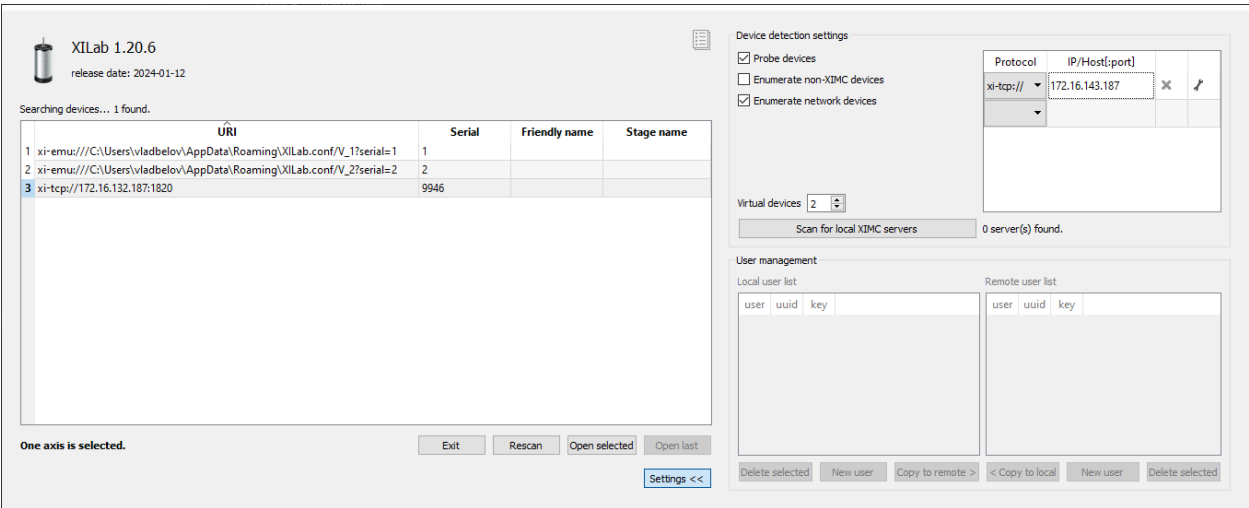 XILab 1.20.6
release date: 2024-01-12
Searching devices... 1 found.
URI Serial Friendly name Stage name
1 xi-emu:///C:\Users\vladbelov\AppData\Roaming\XILab.conf/V_1?serial=1 1
2 xi-emu:///C:\Users\vladbelov\AppData\Roaming\XILab.conf/V_2?serial=2 2
3 xi-tcp://172.16.132.187:1820 9946
One axis is selected.
Exit Rescan Open selected Open last
Settings <<
Device detection settings
Probe devices
Enumerate non-XIMC devices
Enumerate network devices
Protocol IP/Host[:port]
xi-tcp:// 172.16.143.187
Virtual devices 2
Scan for local XIMC servers 0 server(s) found.
User management
Local user list Remote user list
user uuid key user uuid key
Delete selected New user Copy to remote > < Copy to local New user Delete selected